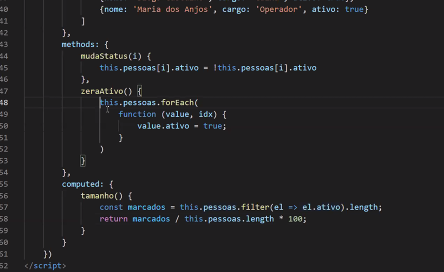 40 {nome: 'Maria dos Anjos', cargo: 'Operador', ativo: true}
41 ]
42 },
43 methods: {
44 mudaStatus(i) {
45 this.pessoas[i].ativo = !this.pessoas[i].ativo
46 },
47 zeraAtivo() {
48 this.pessoas.forEach(
49 function (value, idx) {
50 value.ativo = true;
51 }
52 )
53 }
54 },
55 computed: {
56 tamanho() {
57 const marcados = this.pessoas.filter(el => el.ativo).length;
58 return marcados / this.pessoas.length * 100;
59 }
60 }
61 })
62 </script>